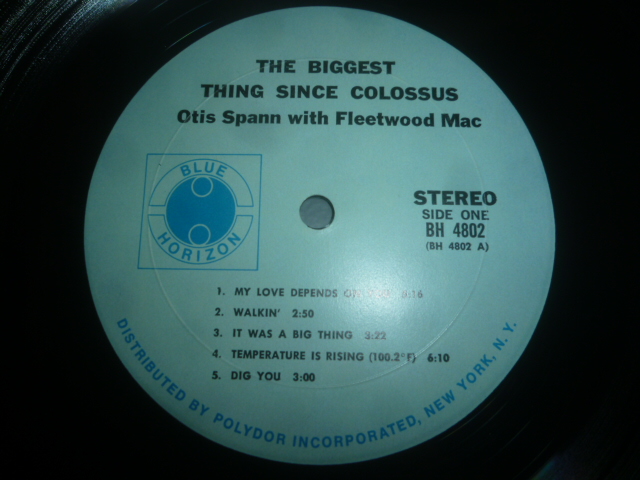 THE BIGGEST
THING SINCE COLOSSUS
Otis Spann with Fleetwood Mac
BLUE
HORIZON
STEREO
SIDE ONE
BH 4802
(BH 4802 A)
1. MY LOVE DEPENDS ON 5:16
2. WALKIN' 2:50
3. IT WAS A BIG THING 3:22
4. TEMPERATURE IS RISING (100.2°F) 6:10
5. DIG YOU 3:00
DISTRIBUTED BY POLYDOR INCORPORATED, NEW YORK, N.Y.